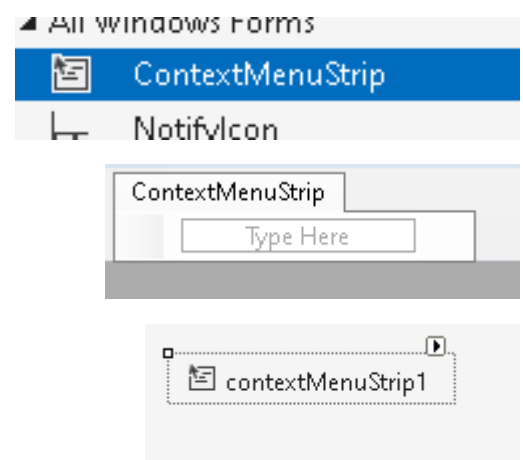 All Windows Forms
ContextMenuStrip
NotifyIcon
ContextMenuStrip
Type Here
contextMenuStrip1